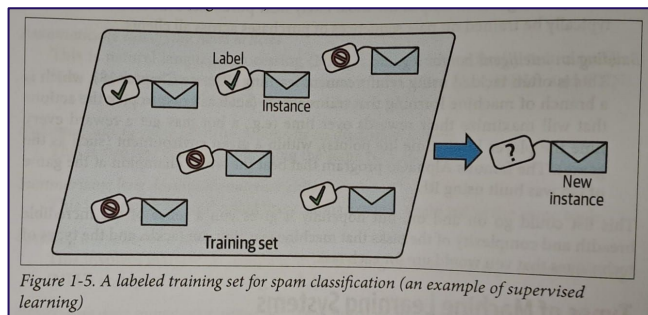 Label
Instance
?
New
instance
Training set
Figure 1-5. A labeled training set for spam classification (an example of supervised
learning)